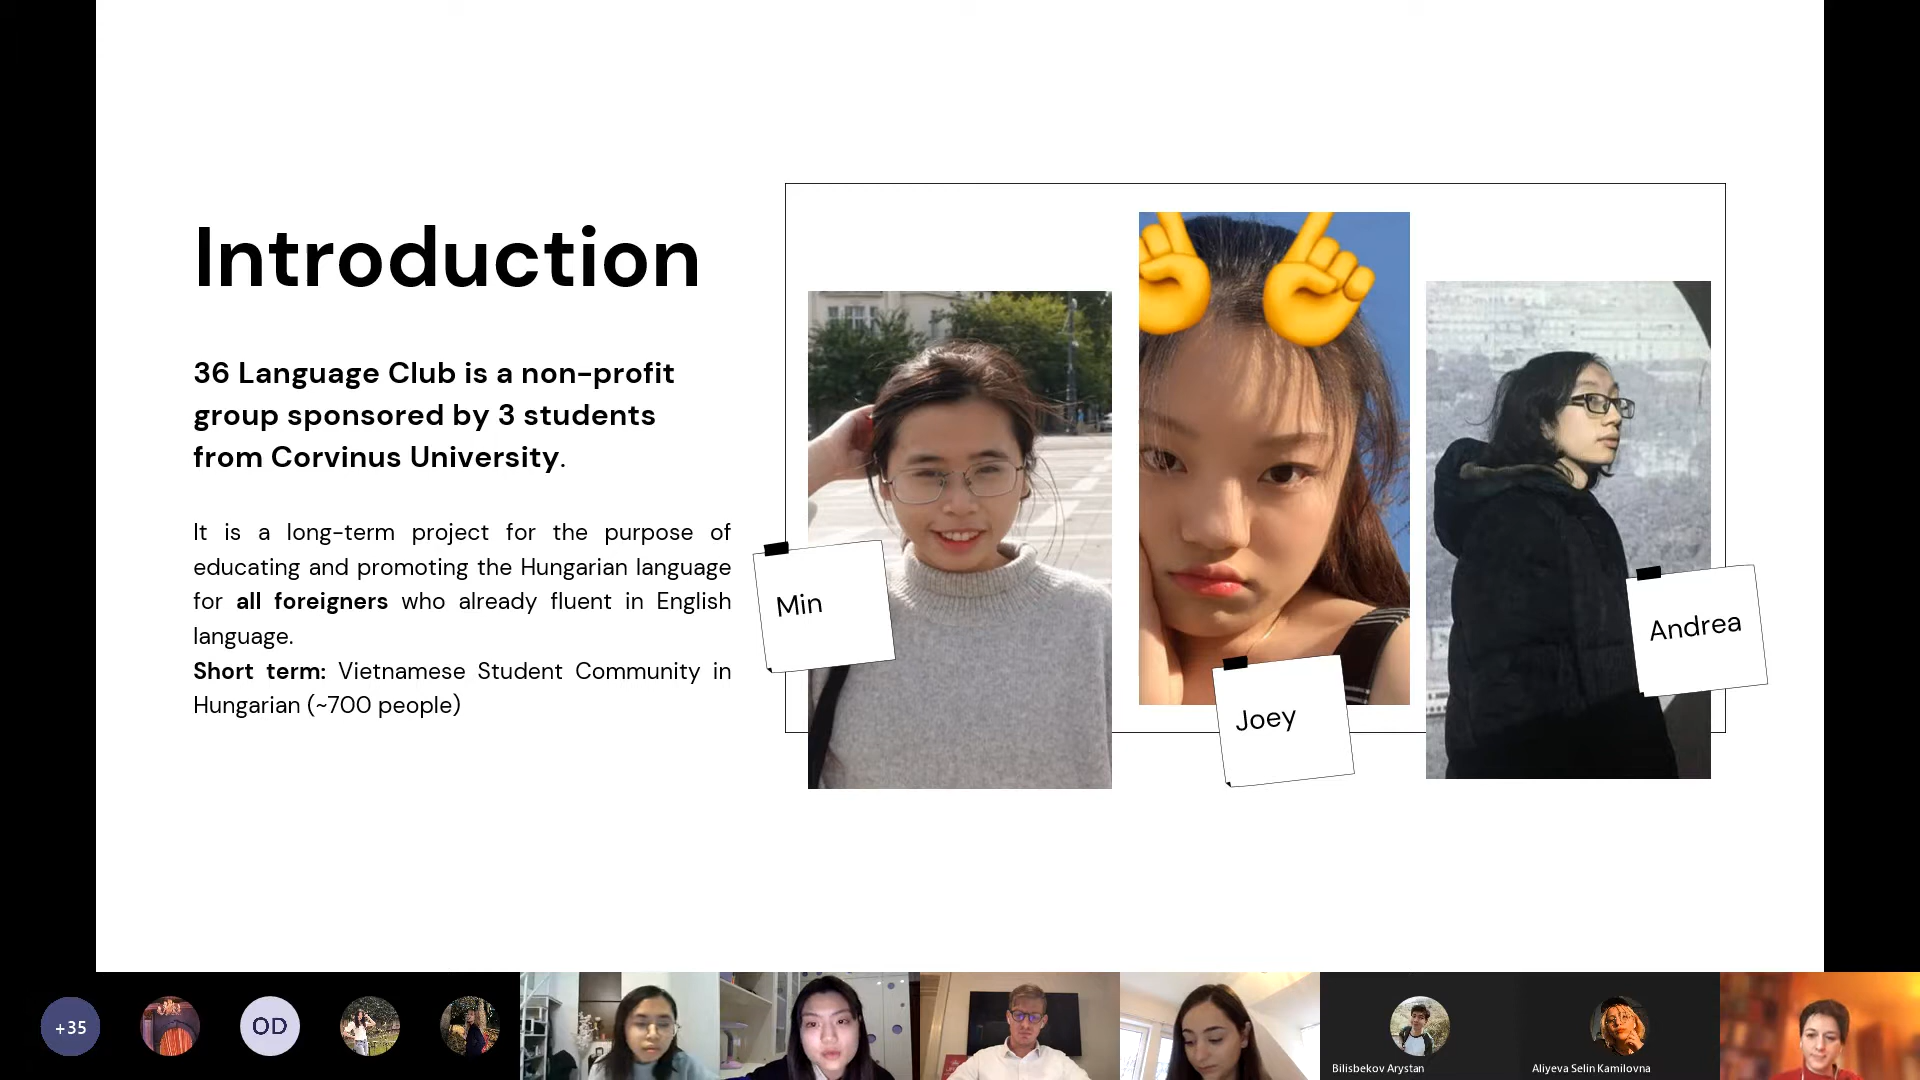 Introduction
36 Language Club is a non-profit
group sponsored by 3 students
from Corvinus University.
It is a long-term project for the purpose of
educating and promoting the Hungarian language
for all foreigners who already fluent in English
language.
Short term: Vietnamese Student Community in
Hungarian (~700 people)
Min
Joey
Andrea
+35
OD
Bilisbekov Arystan
Aliyeva Selin Kamilovna